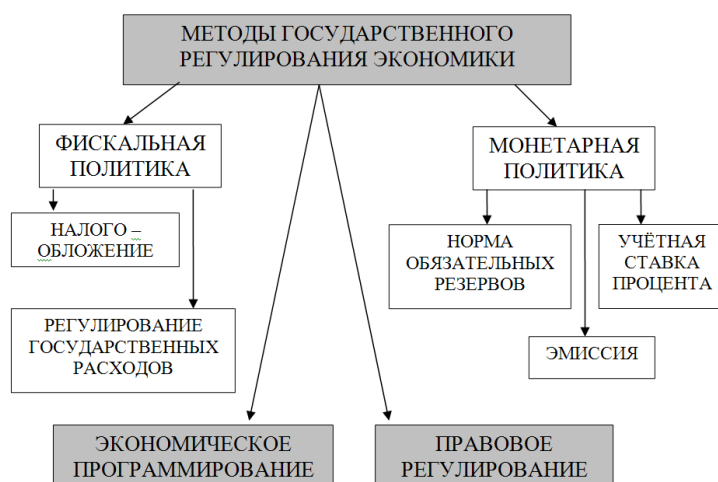 МЕТОДЫ ГОСУДАРСТВЕННОГО
РЕГУЛИРОВАНИЯ ЭКОНОМИКИ
ФИСКАЛЬНАЯ
ПОЛИТИКА
МОНЕТАРНАЯ
ПОЛИТИКА
НАЛОГО –
ОБЛОЖЕНИЕ
НОРМА
ОБЯЗАТЕЛЬНЫХ
РЕЗЕРВОВ
УЧЁТНАЯ
СТАВКА
ПРОЦЕНТА
РЕГУЛИРОВАНИЕ
ГОСУДАРСТВЕННЫХ
РАСХОДОВ
ЭМИССИЯ
ЭКОНОМИЧЕСКОЕ
ПРОГРАММИРОВАНИЕ
ПРАВОВОЕ
РЕГУЛИРОВАНИЕ